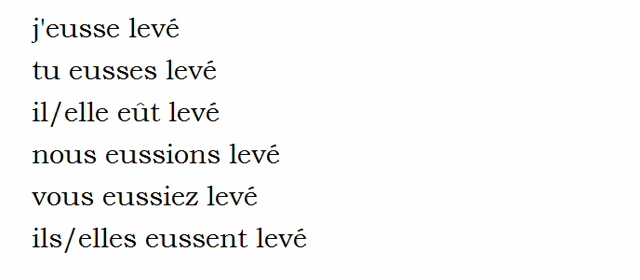 j'eusse levé
tu eusses levé
il/elle eût levé
nous eussions levé
vous eussiez levé
ils/elles eussent levé